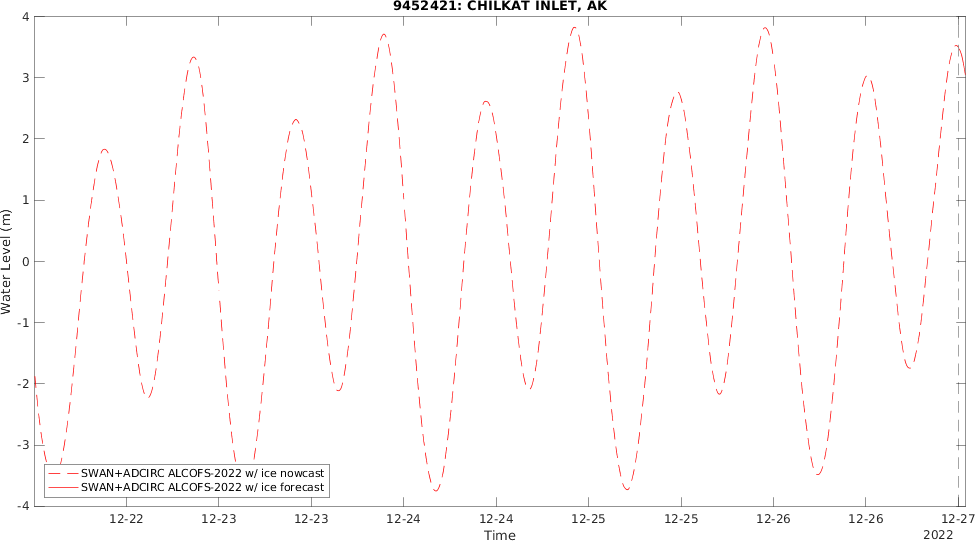 9452421: CHILKAT INLET, AK
4
3
2
1
0
-1
-2
-3
-4
Water Level (m)
SWAN+ADCIRC ALCOFS-2022 w/ ice nowcast
SWAN+ADCIRC ALCOFS-2022 w/ ice forecast
12-22 12-23 12-23 12-24 12-24 12-25 12-25 12-26 12-26 12-27
Time
2022